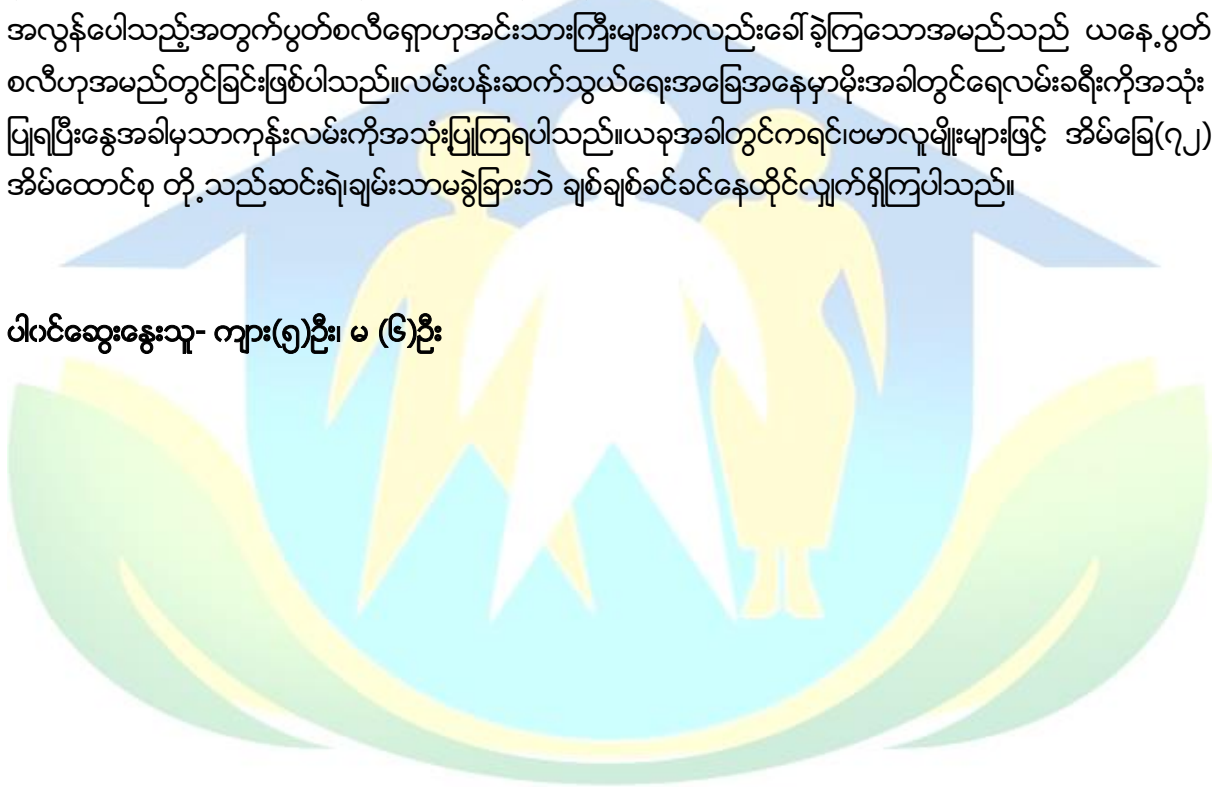 အလွန်ပေါသည့်အတွက်ပွတ်စလီရှောဟုအင်းသားကြီးများကလည်းခေါ်ခဲ့ကြသောအမည်သည် ယနေ့ပွတ်
စလီဟုအမည်တွင်ခြင်းဖြစ်ပါသည်။လမ်းပန်းဆက်သွယ်ရေးအခြေအနေမှာမိုးအခါတွင်ရေလမ်းခရီးကိုအသုံး
ပြုရပြီးနွေအခါမှသာကုန်းလမ်းကိုအသုံးပြုကြရပါသည်။ယခုအခါတွင်ကရင်၊ဗမာလူမျိုးများဖြင့် အိမ်ခြေ(၇၂)
အိမ်ထောင်စု တို့သည်ဆင်းရဲ၊ချမ်းသာမခွဲခြားဘဲ ချစ်ချစ်ခင်ခင်နေထိုင်လျှက်ရှိကြပါသည်။
ပါဝင်ဆွေးနွေးသူ- ကျား(၅)ဦး၊ မ (၆)ဦး